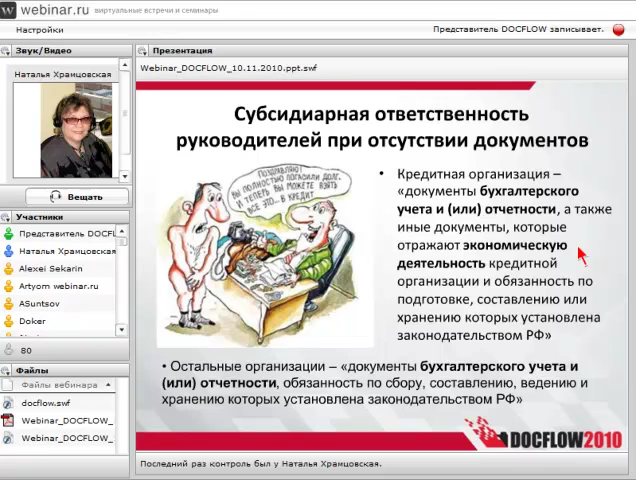 webinar.ru виртуальные встречи и семинары
Настройки
Представитель DOCFLOW записывает.
Звук/Видео
Наталья Храмцовская
Вещать
Участники
Представитель DOCFL
Наталья Храмцовская
Alexei Sekarin
Artyom webinar.ru
ASuntsov
Doker
80
Файлы
Файлы вебинара
docflow.swf
Webinar_DOCFLOW_
Webinar_DOCFLOW_
Презентация
Webinar_DOCFLOW_10.11.2010.ppt.swf
Субсидиарная ответственность
руководителей при отсутствии документов
ПОЗДРАВЛЯЮ!
ВЫ ПОЛНОСТЬЮ ПОГАСИЛИ ДОЛГ.
И ТЕПЕРЬ ВЫ МОЖЕТЕ ВЗЯТЬ
ВСЕ ЭТО... В КРЕДИТ
• Кредитная организация –
«документы бухгалтерского
учета и (или) отчетности, а также
иные документы, которые
отражают экономическую
деятельность кредитной
организации и обязанность по
подготовке, составлению или
хранению которых установлена
законодательством РФ»
• Остальные организации – «документы бухгалтерского учета и
(или) отчетности, обязанность по сбору, составлению, ведению и
хранению которых установлена законодательством РФ»
DOCFLOW2010
Последний раз контроль был у Наталья Храмцовская.